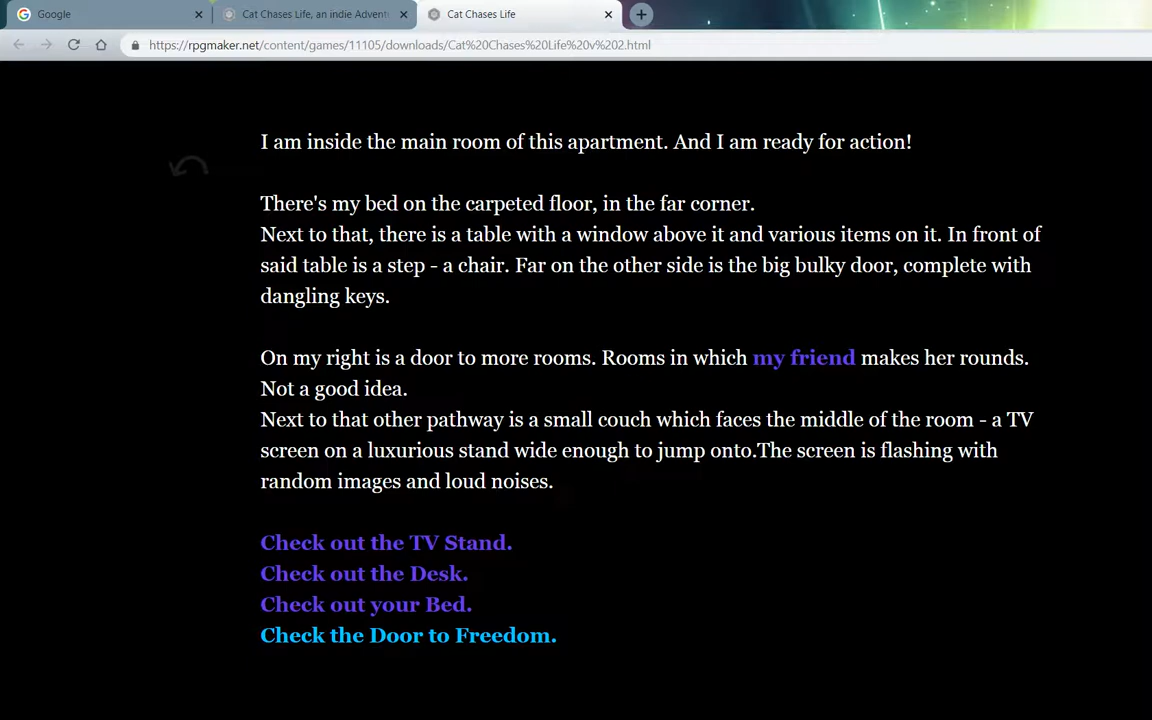 Google
Cat Chases Life, an indie Advent
Cat Chases Life
https://rpgmaker.net/content/games/11105/downloads/Cat%20Chases%20Life%20v%202.html
I am inside the main room of this apartment. And I am ready for action!
There's my bed on the carpeted floor, in the far corner.
Next to that, there is a table with a window above it and various items on it. In front of
said table is a step - a chair. Far on the other side is the big bulky door, complete with
dangling keys.
On my right is a door to more rooms. Rooms in which my friend makes her rounds.
Not a good idea.
Next to that other pathway is a small couch which faces the middle of the room - a TV
screen on a luxurious stand wide enough to jump onto.The screen is flashing with
random images and loud noises.
Check out the TV Stand.
Check out the Desk.
Check out your Bed.
Check the Door to Freedom.